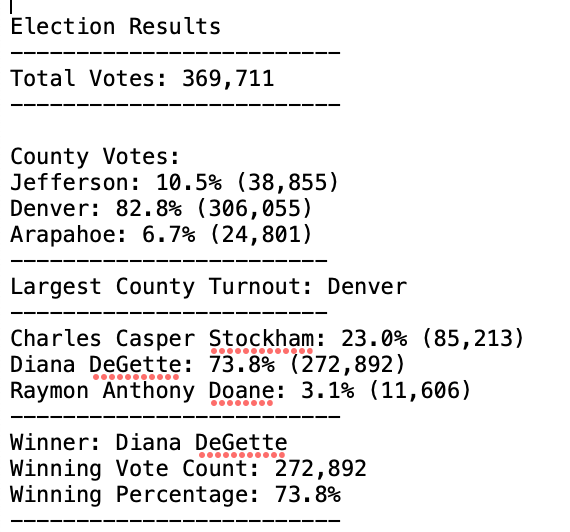 Election Results
-------------------------
Total Votes: 369,711
-------------------------
County Votes:
Jefferson: 10.5% (38,855)
Denver: 82.8% (306,055)
Arapahoe: 6.7% (24,801)
------------------------
Largest County Turnout: Denver
------------------------
Charles Casper Stockham: 23.0% (85,213)
Diana DeGette: 73.8% (272,892)
Raymon Anthony Doane: 3.1% (11,606)
-------------------------
Winner: Diana DeGette
Winning Vote Count: 272,892
Winning Percentage: 73.8%
-------------------------